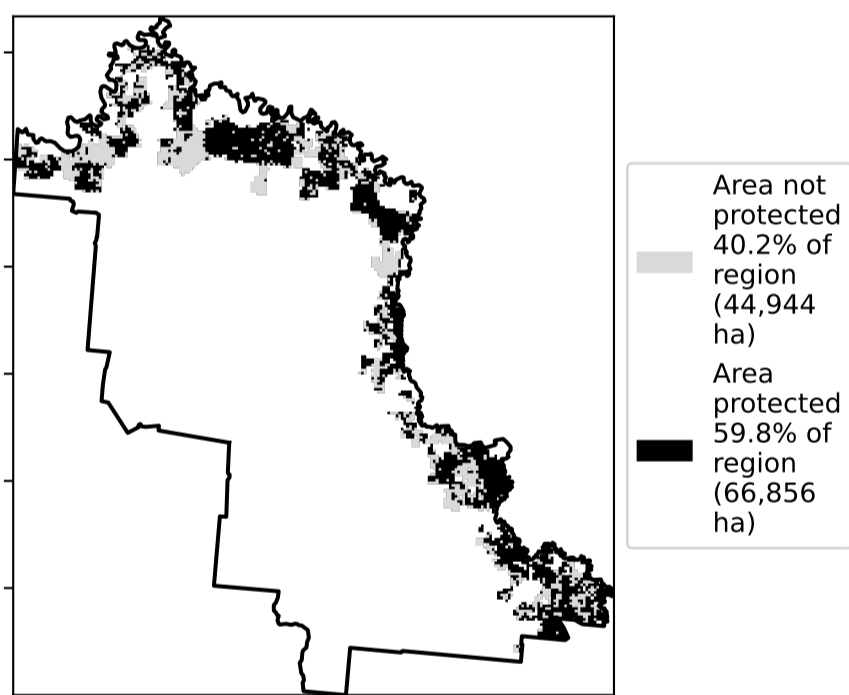 Area not
protected
40.2% of
region
(44,944
ha)
Area
protected
59.8% of
region
(66,856
ha)